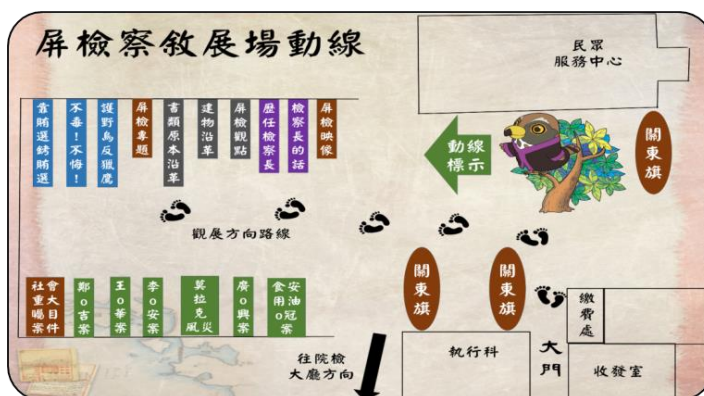 屏檢察敘展場動線
民眾
服務中心
靠賄選銬賄選
不毒！不悔！
護野鳥反獵鷹
屏檢專題
書類原本沿革
建物沿革
屏檢觀點
歷任檢察長
檢察長的話
屏檢映像
動線
標示
關東旗
觀展方向路線
社會重大矚目案件
鄭o吉案
王o華案
李o安案
莫拉克
風災
廣o興案
食安油冠
用o案
關東旗
關東旗
繳費處
大門
往院檢
大廳方向
執行科
收發室